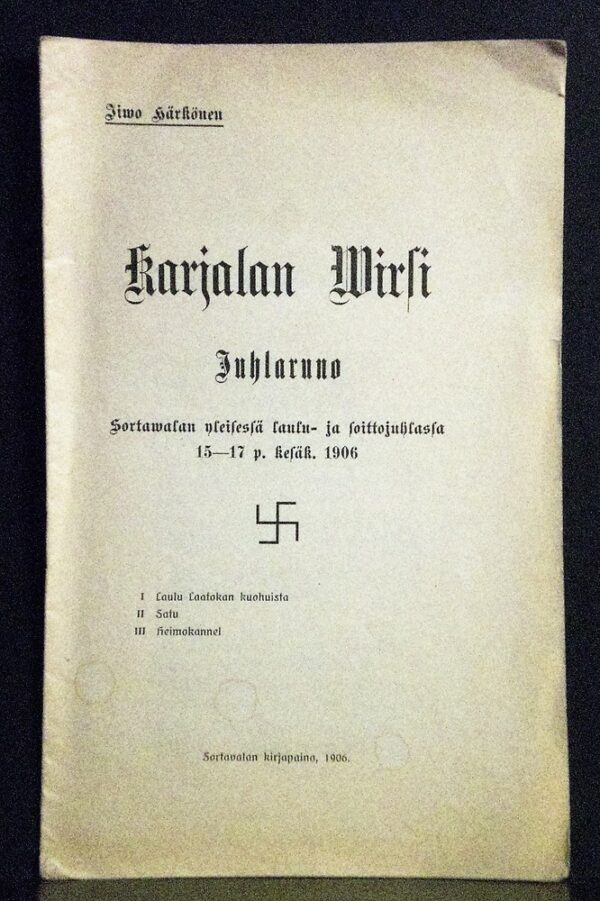 Iiwo Härkönen
Karjalan Wirsi
Juhlaruno
Sortawalan yleisessä laulu- ja soittojuhlassa
15—17 p. kesäk. 1906
I Laulu Laatokan kuohuista
II Satu
III Heimokannel
Sortavalan kirjapaino, 1906.